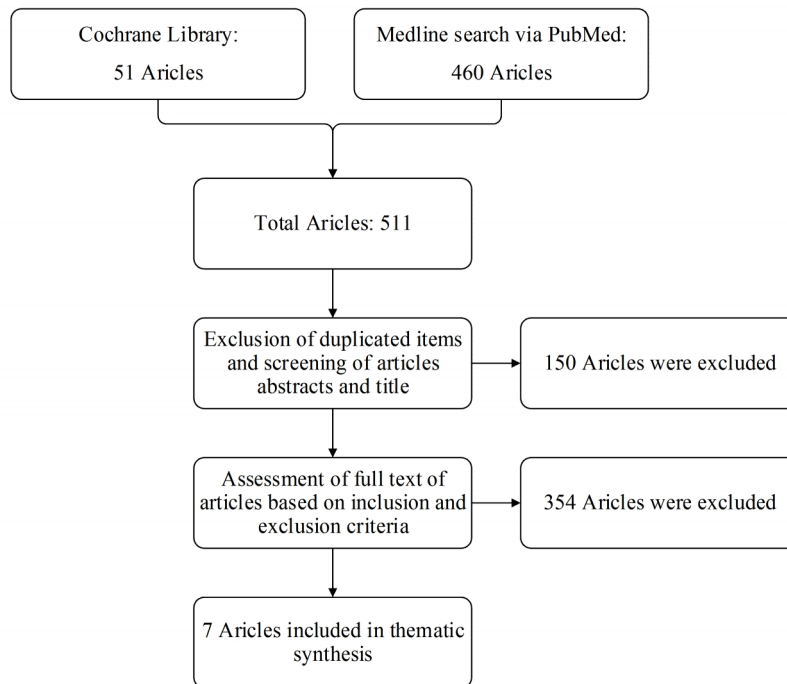 Cochrane Library:
51 Aricles
Medline search via PubMed:
460 Aricles
Total Aricles: 511
Exclusion of duplicated items
and screening of articles
abstracts and title
150 Aricles were excluded
Assessment of full text of
articles based on inclusion and
exclusion criteria
354 Aricles were excluded
7 Aricles included in thematic
synthesis